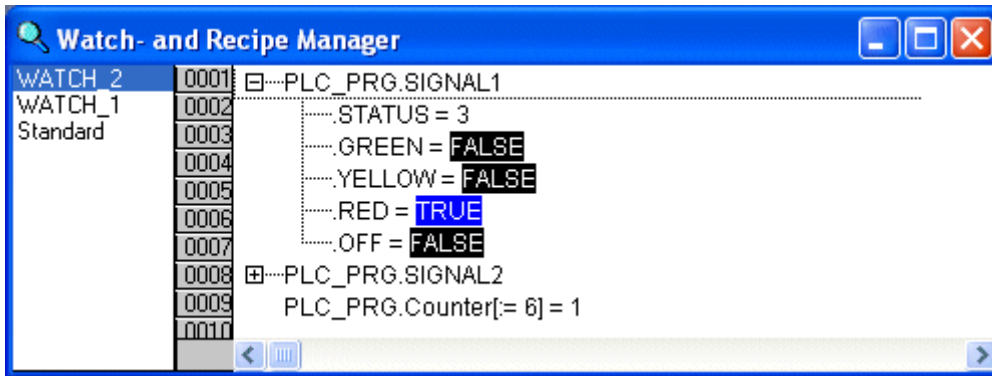 Watch- and Recipe Manager
WATCH_2
WATCH_1
Standard
0001 PLC_PRG.SIGNAL1
0002 .STATUS = 3
0003 .GREEN = FALSE
0004 .YELLOW = FALSE
0005 .RED = TRUE
0006 .OFF = FALSE
0007 PLC_PRG.SIGNAL2
0008 PLC_PRG.Counter[:= 6] = 1
0009
0010